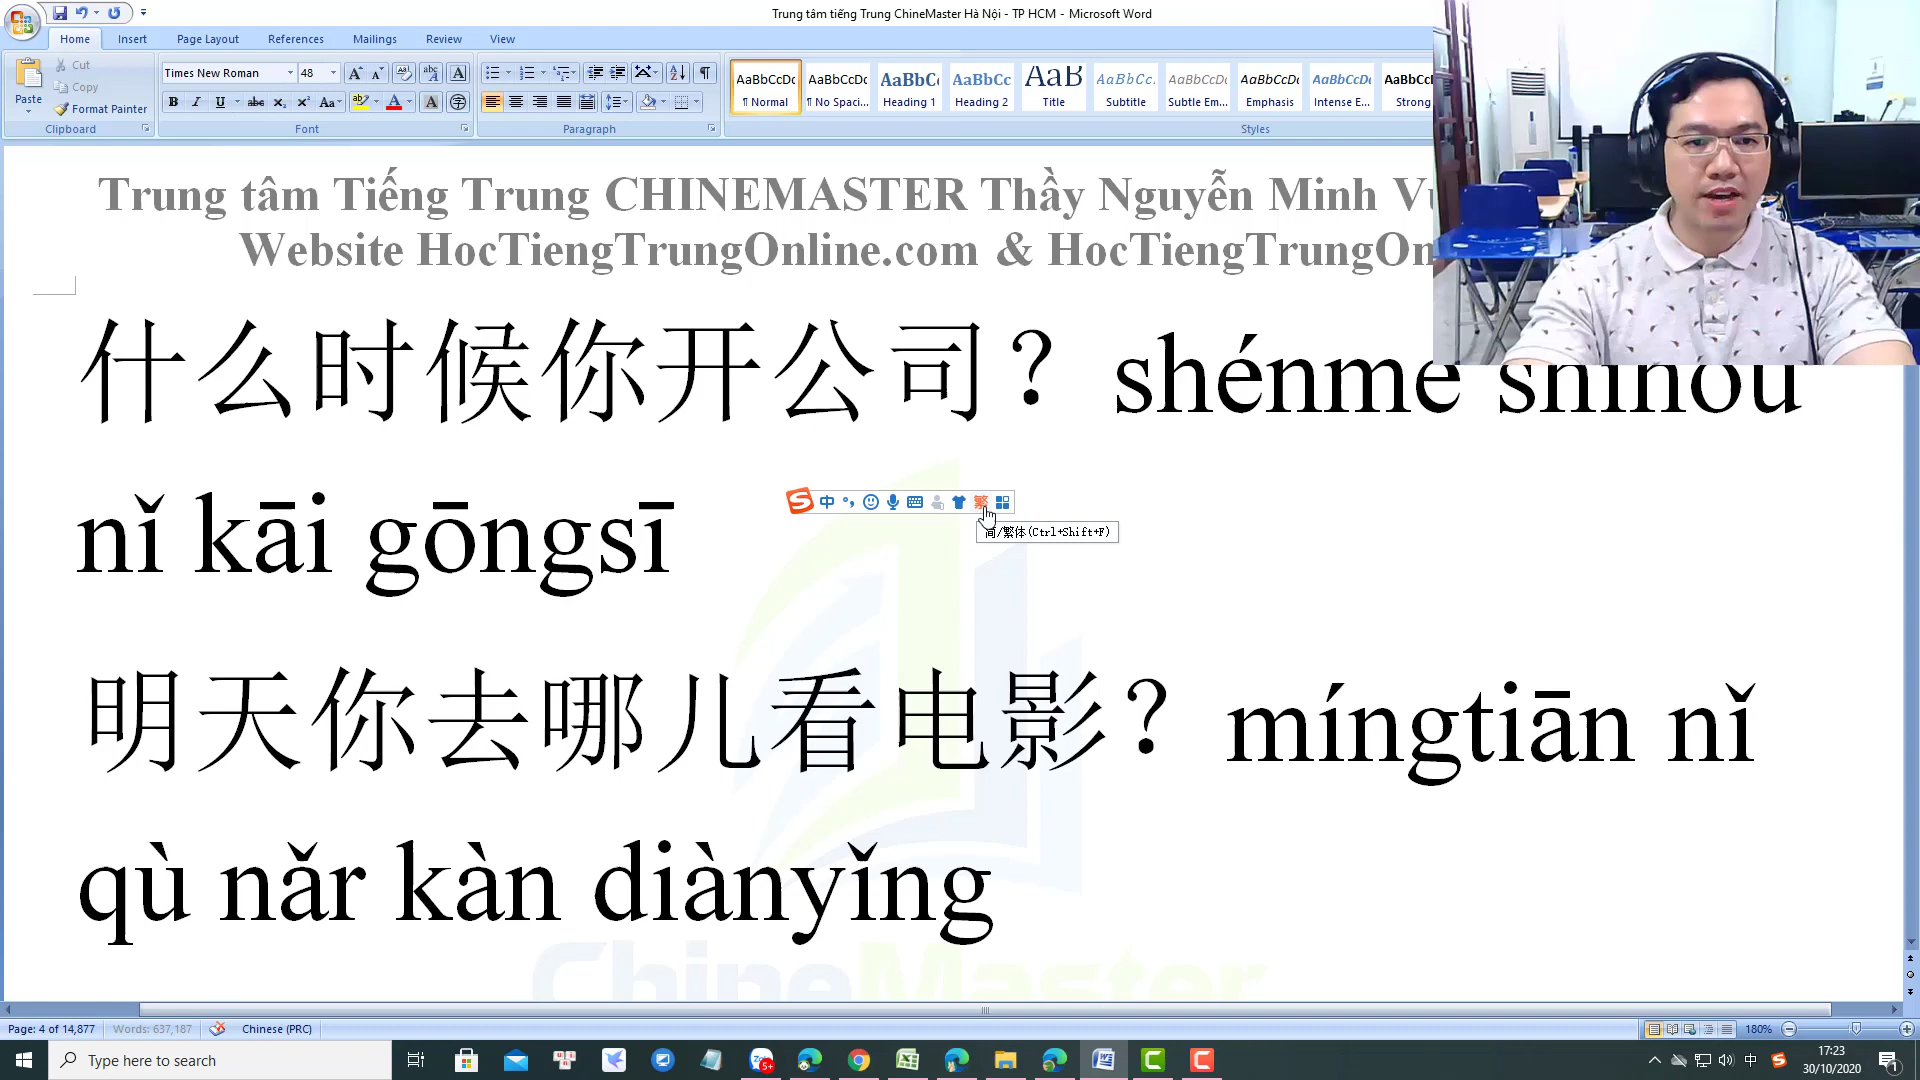 Trung tâm tiếng Trung ChineMaster Hà Nội - TP HCM - Microsoft Word
Home Insert Page Layout References Mailings Review View
Cut
Copy
Paste Format Painter
Clipboard
Times New Roman 48
Font
Paragraph
AaBbCcDc AaBbCcDc AaBbC AaBbCc AaB AaBbCc. AaBbCcDc AaBbCcDc AaBbCcDc AaBbCcDc
¶ Normal ¶ No Spaci... Heading 1 Heading 2 Title Subtitle Subtle Em... Emphasis Intense E... Strong
Styles
Trung tâm Tiếng Trung CHINEMASTER Thầy Nguyễn Minh
Website HocTiengTrungOnline.com & HocTiengTrungOn
什么时候你开公司？ shénme
nǐ kāi gōngsī
中 简/繁体(Ctrl+Shift+F)
明天你去哪儿看电影？ míngtiān nǐ
qù nǎr kàn diànyǐng
ChineMaster
Page: 4 of 14,877 Words: 637,187 Chinese (PRC) 180%
Type here to search
中 17:23
30/10/2020